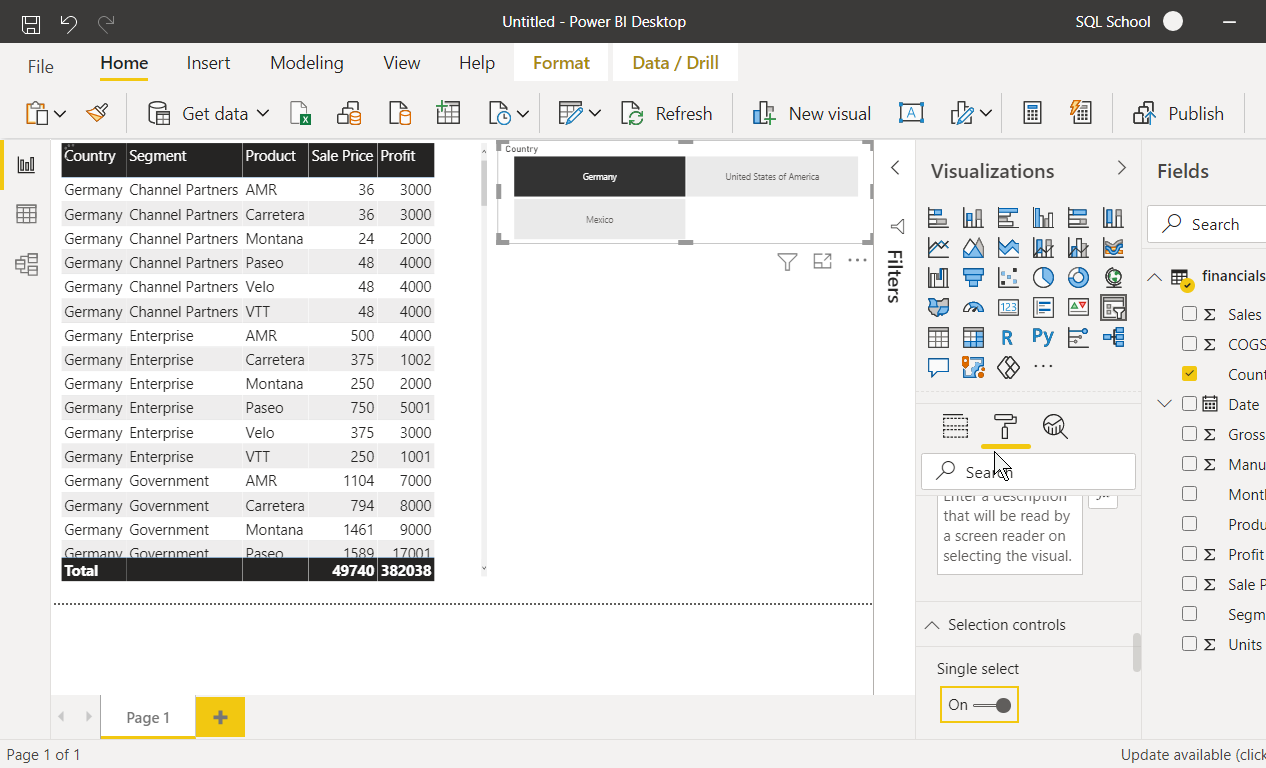 Untitled - Power BI Desktop
SQL School
File
Home
Insert
Modeling
View
Help
Format
Data / Drill
Get data
Refresh
New visual
Publish
Country Segment Product Sale Price Profit
Germany Channel Partners AMR 36 3000
Germany Channel Partners Carretera 36 3000
Germany Channel Partners Montana 24 2000
Germany Channel Partners Paseo 48 4000
Germany Channel Partners Velo 48 4000
Germany Channel Partners VTT 48 4000
Germany Enterprise AMR 500 4000
Germany Enterprise Carretera 375 1002
Germany Enterprise Montana 250 2000
Germany Enterprise Paseo 750 5001
Germany Enterprise Velo 375 3000
Germany Enterprise VTT 250 1001
Germany Government AMR 1104 7000
Germany Government Carretera 794 8000
Germany Government Montana 1461 9000
Germany Government Paseo 1589 17001
Total 49740 382038
Country
Germany
United States of America
Mexico
Filters
Visualizations
123
R
Py
Search
Enter a description
that will be read by
a screen reader on
selecting the visual.
Selection controls
Single select
On
Fields
Search
financials
Σ Sales
Σ COGS
Count
Date
Σ Gross
Σ Manu
Month
Produ
Σ Profit
Σ Sale P
Segm
Σ Units
Page 1
+
Page 1 of 1
Update available (click